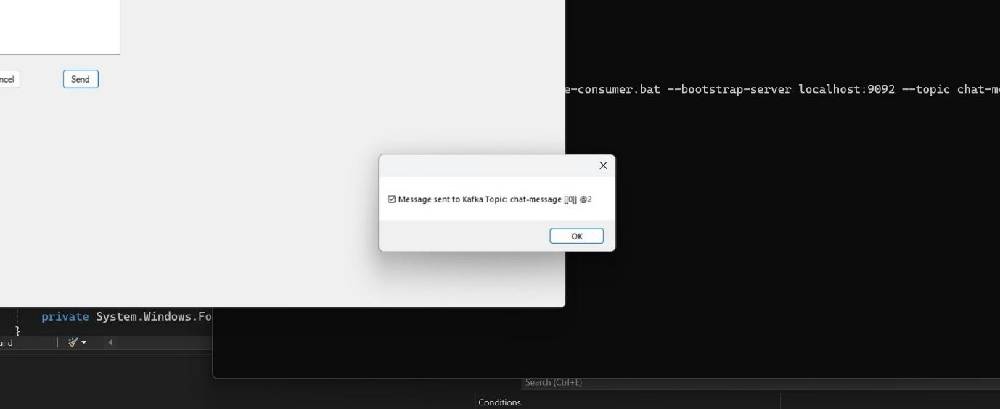 ncel
Send
e-consumer.bat --bootstrap-server localhost:9092 --topic chat-m
☑ Message sent to Kafka Topic: chat-message [[0]] @2
OK
private System.Windows.Fo
}
und
Search (Ctrl+E)
Conditions